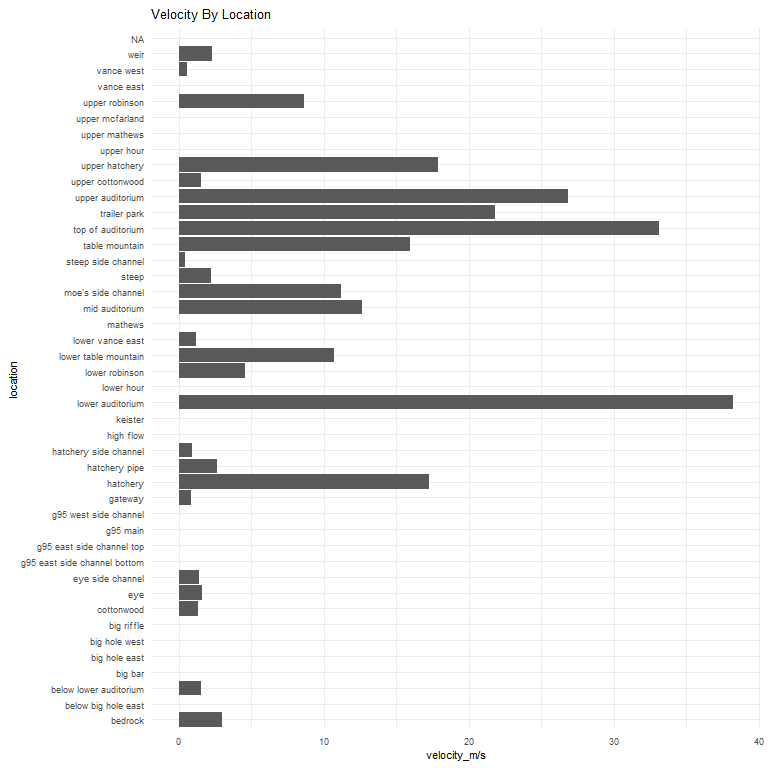 Velocity By Location
NA
weir
vance west
vance east
upper robinson
upper mcfarland
upper mathews
upper hour
upper hatchery
upper cottonwood
upper auditorium
trailer park
top of auditorium
table mountain
steep side channel
steep
moe's side channel
mid auditorium
mathews
lower vance east
lower table mountain
lower robinson
lower hour
lower auditorium
keister
high flow
hatchery side channel
hatchery pipe
hatchery
gateway
g95 west side channel
g95 main
g95 east side channel top
g95 east side channel bottom
eye side channel
eye
cottonwood
big riffle
big hole west
big hole east
big bar
below lower auditorium
below big hole east
bedrock
location
0 10 20 30 40
velocity_m/s